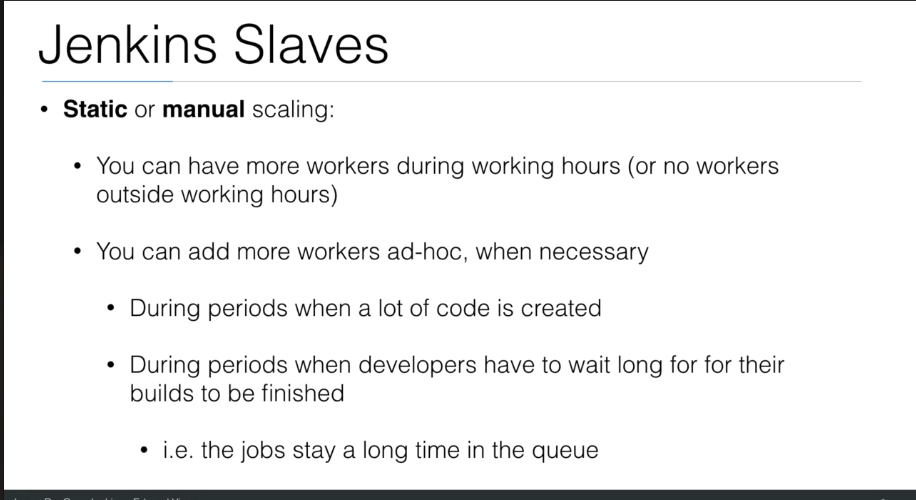 Jenkins Slaves
• Static or manual scaling:
• You can have more workers during working hours (or no workers
outside working hours)
• You can add more workers ad-hoc, when necessary
• During periods when a lot of code is created
• During periods when developers have to wait long for for their
builds to be finished
• i.e. the jobs stay a long time in the queue